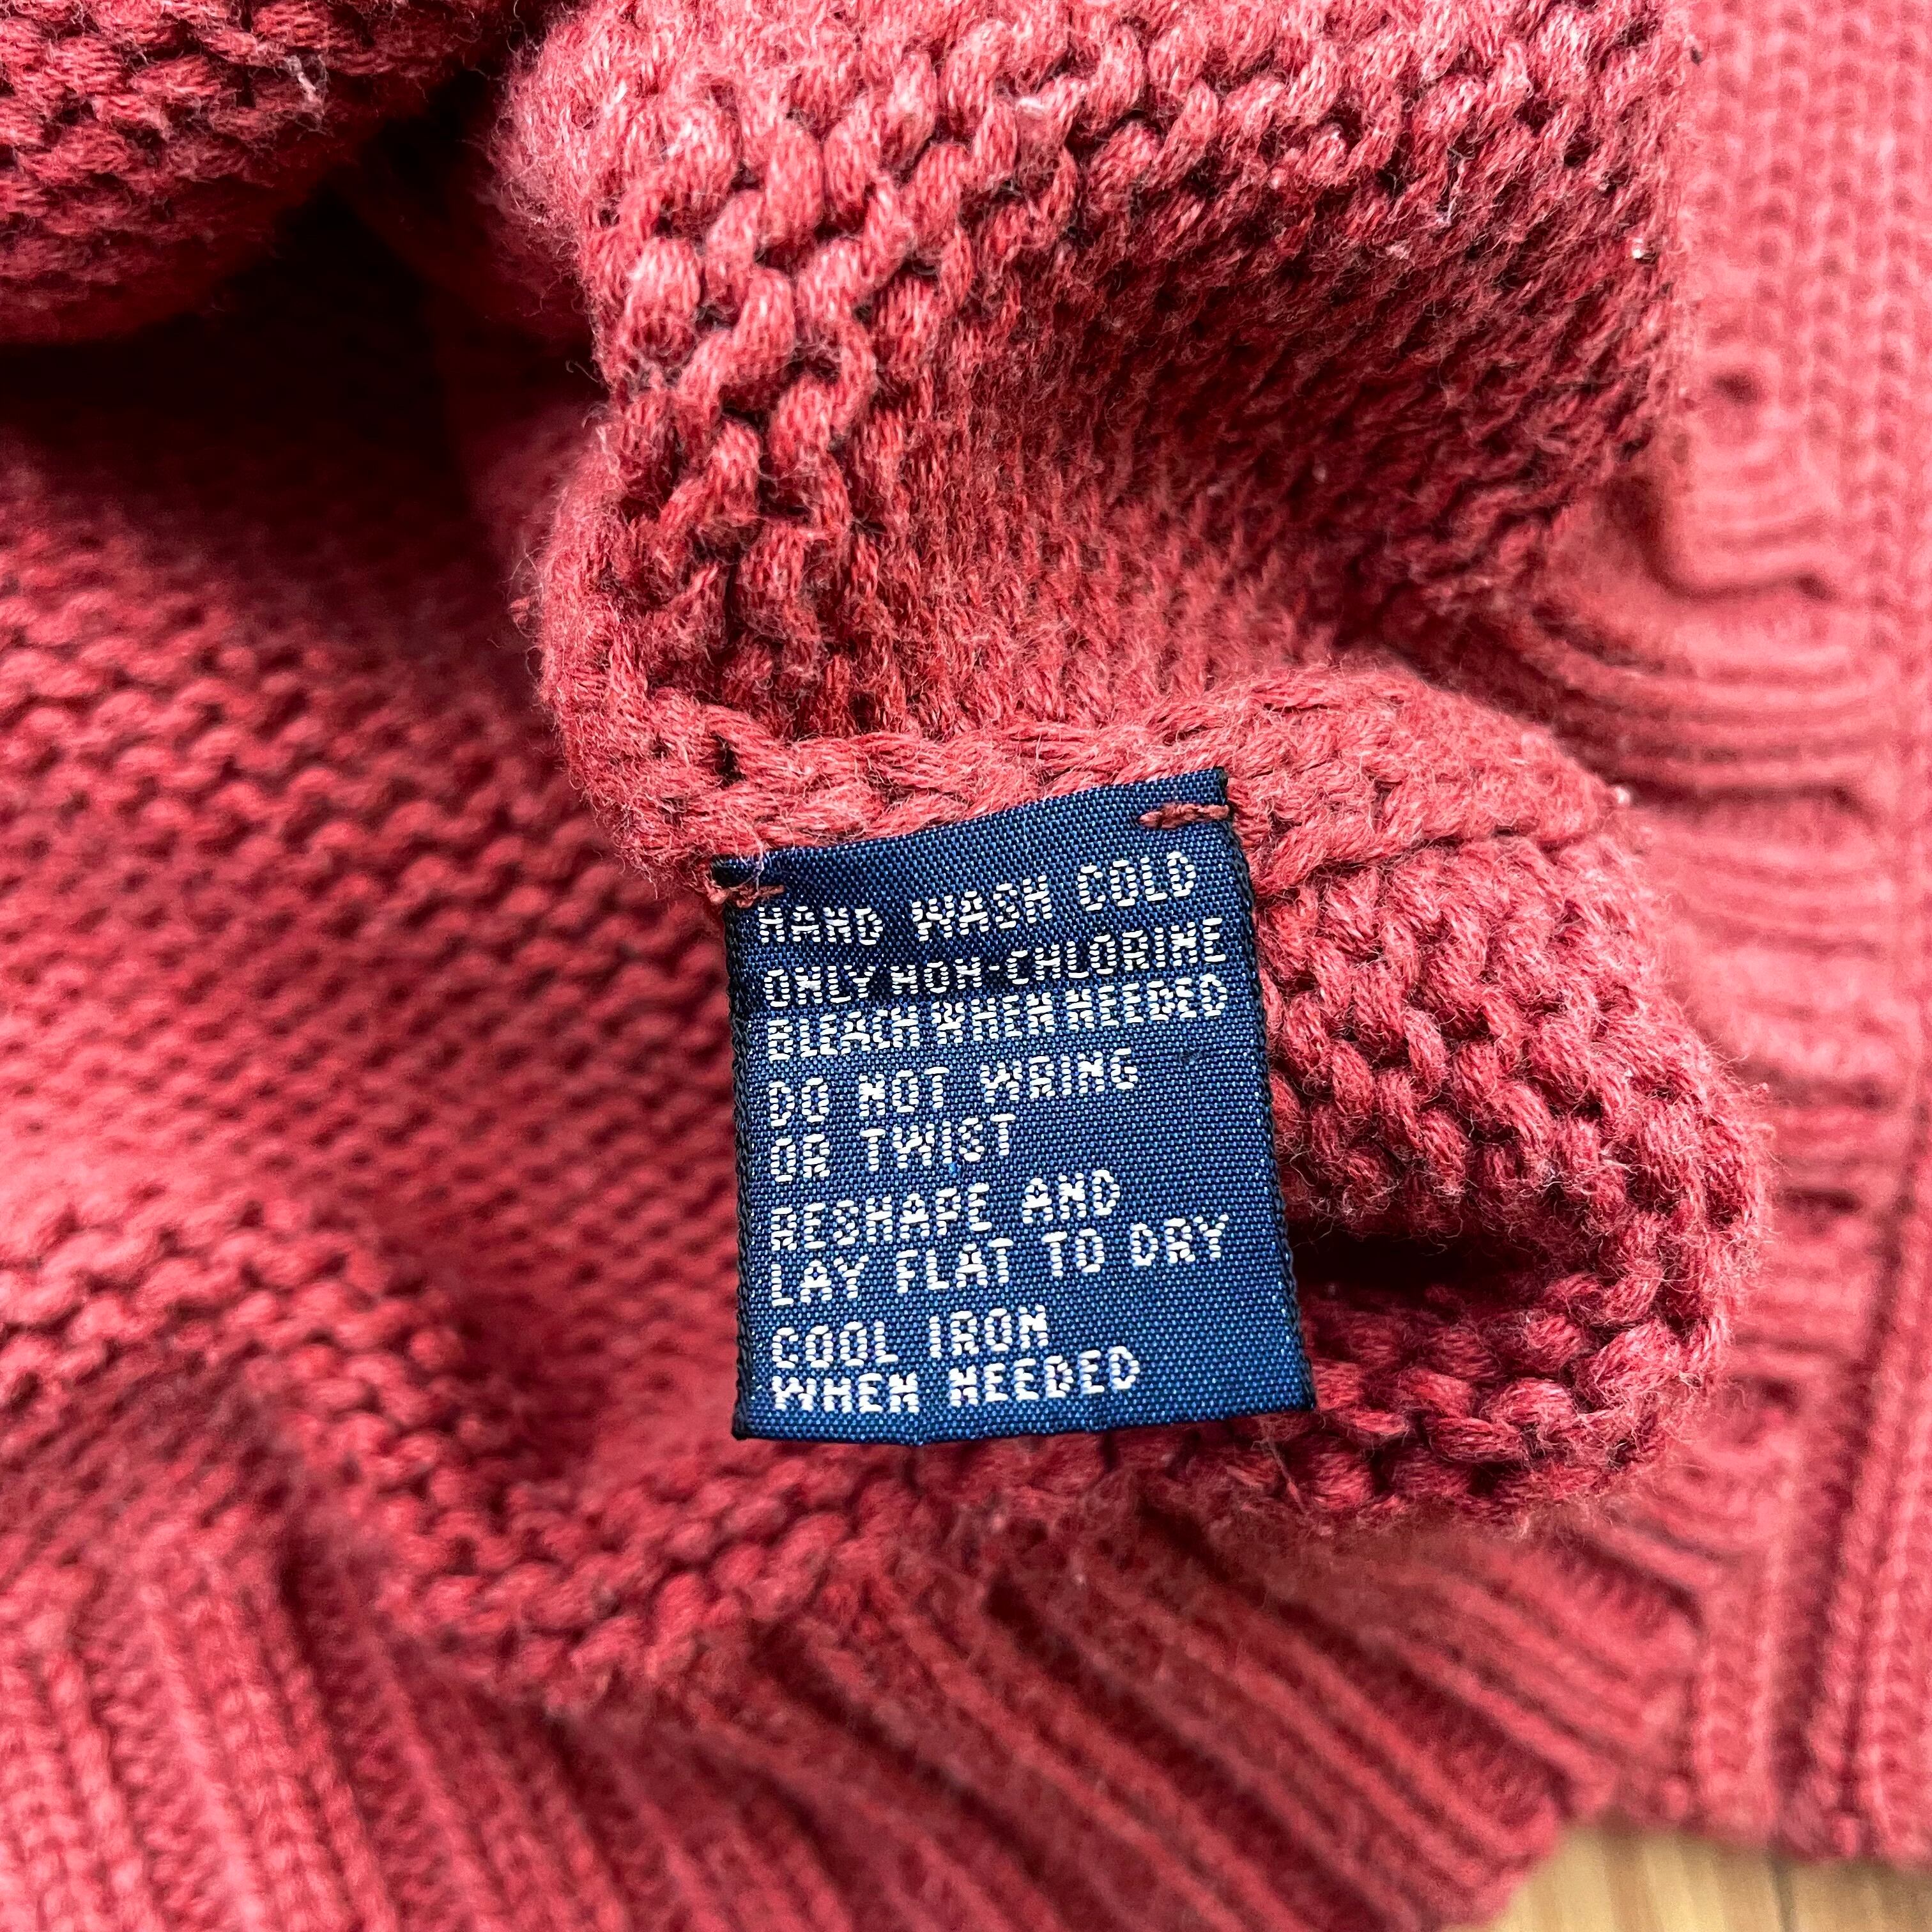 HAND WASH COLD
ONLY NON-CHLORINE
BLEACH WHEN NEEDED
DO NOT WRING
OR TWIST
RESHAPE AND
LAY FLAT TO DRY
COOL IRON
WHEN NEEDED